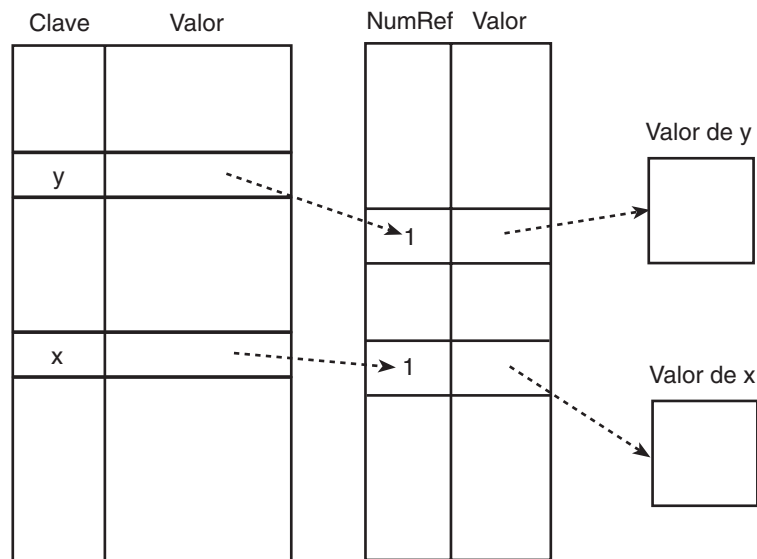 Clave Valor NumRef Valor
Valor de y
y
1
x
1
Valor de x